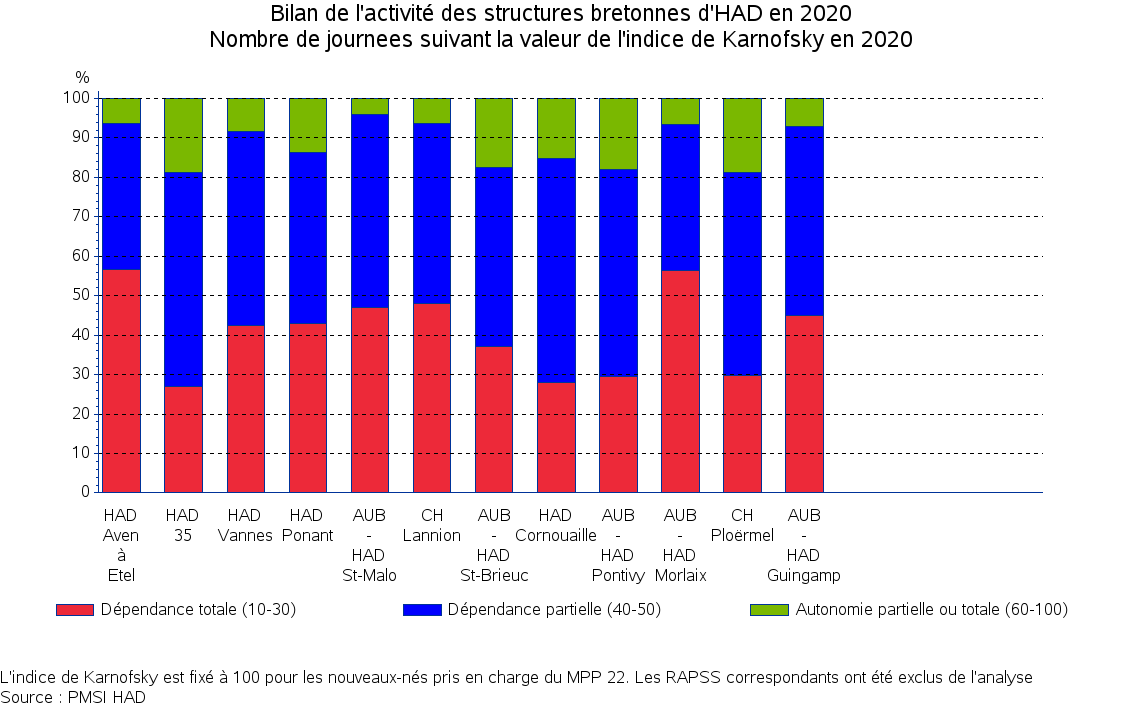 Bilan de l'activité des structures bretonnes d'HAD en 2020
Nombre de journees suivant la valeur de l'indice de Karnofsky en 2020
%
100
90
80
70
60
50
40
30
20
10
0
HAD Aven à Etel
HAD 35
HAD Vannes
HAD Ponant
AUB - HAD St-Malo
CH Lannion
AUB - HAD St-Brieuc
HAD Cornouaille
AUB - HAD Pontivy
AUB - HAD Morlaix
CH Ploërmel
AUB - HAD Guingamp
Dépendance totale (10-30)
Dépendance partielle (40-50)
Autonomie partielle ou totale (60-100)
L'indice de Karnofsky est fixé à 100 pour les nouveaux-nés pris en charge du MPP 22. Les RAPSS correspondants ont été exclus de l'analyse
Source : PMSI HAD